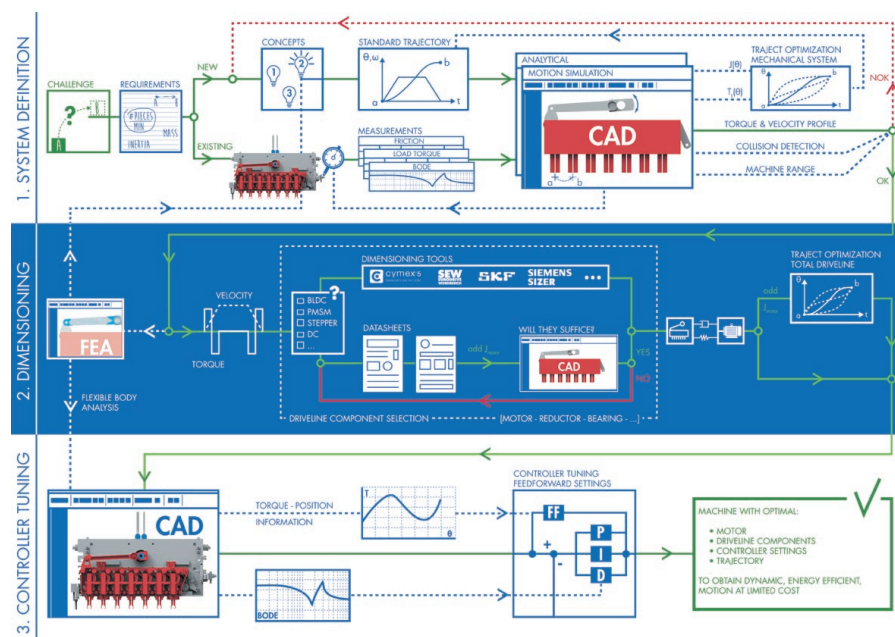 1. SYSTEM DEFINITION
CHALLENGE
?
A
B
REQUIREMENTS
A B
# PIECES
MIN
MASS
INERTIA
NEW
EXISTING
CONCEPTS
1
2
3
STANDARD TRAJECTORY
θ,ω
b
a
t
MEASUREMENTS
FRICTION
LOAD TORQUE
BODE
ANALYTICAL
MOTION SIMULATION
CAD
a b
J(θ)
TRAJECT OPTIMIZATION
MECHANICAL SYSTEM
θ
b
a
t
NOK
TORQUE & VELOCITY PROFILE
COLLISION DETECTION
MACHINE RANGE
OK
2. DIMENSIONING
FEA
FLEXIBLE BODY
ANALYSIS
VELOCITY
TORQUE
?
BLDC
PMSM
STEPPER
DC
...
DIMENSIONING TOOLS
cymex5
SEW
SKF
SIEMENS
SIZER
...
DATASHEETS
WILL THEY SUFFICE?
CAD
YES
NO
DRIVELINE COMPONENT SELECTION
[MOTOR - REDUCTOR - BEARING - ...]
add
TRAJECT OPTIMIZATION
TOTAL DRIVELINE
θ
b
a
t
3. CONTROLLER TUNING
CAD
TORQUE - POSITION
INFORMATION
T
θ
BODE
CONTROLLER TUNING
FEEDFORWARD SETTINGS
FF
+
-
P
I
D
MACHINE WITH OPTIMAL:
• MOTOR
• DRIVELINE COMPONENTS
• CONTROLLER SETTINGS
• TRAJECTORY
TO OBTAIN DYNAMIC, ENERGY EFFICIENT,
MOTION AT LIMITED COST